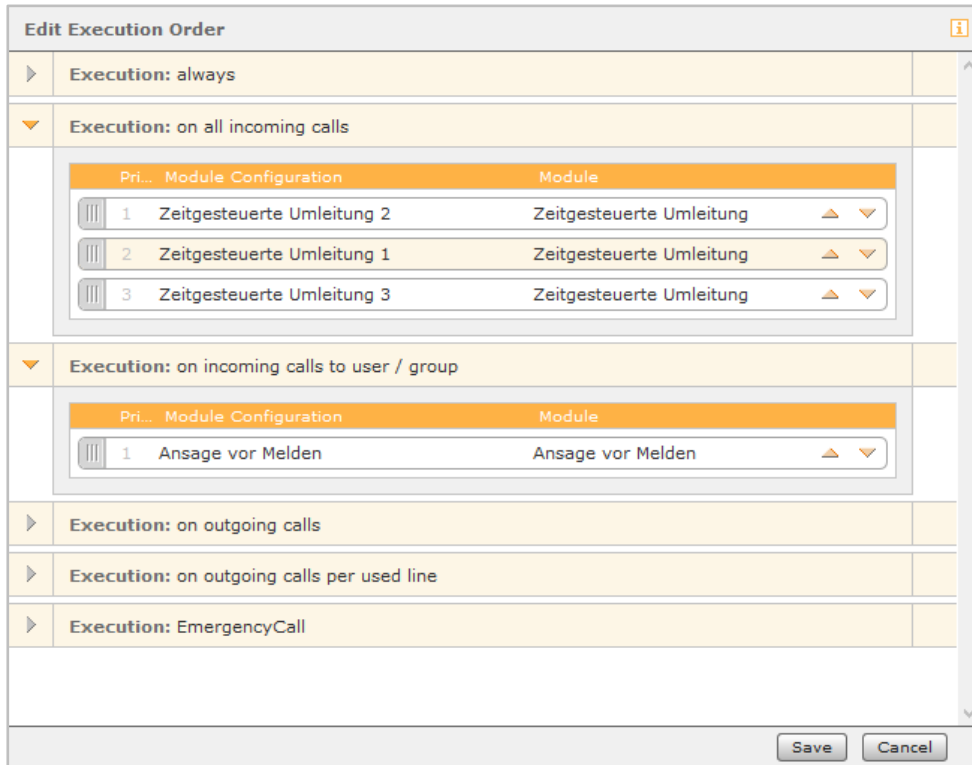 Edit Execution Order
Execution: always
Execution: on all incoming calls
Pri... Module Configuration Module
1 Zeitgesteuerte Umleitung 2 Zeitgesteuerte Umleitung
2 Zeitgesteuerte Umleitung 1 Zeitgesteuerte Umleitung
3 Zeitgesteuerte Umleitung 3 Zeitgesteuerte Umleitung
Execution: on incoming calls to user / group
Pri... Module Configuration Module
1 Ansage vor Melden Ansage vor Melden
Execution: on outgoing calls
Execution: on outgoing calls per used line
Execution: EmergencyCall
Save Cancel